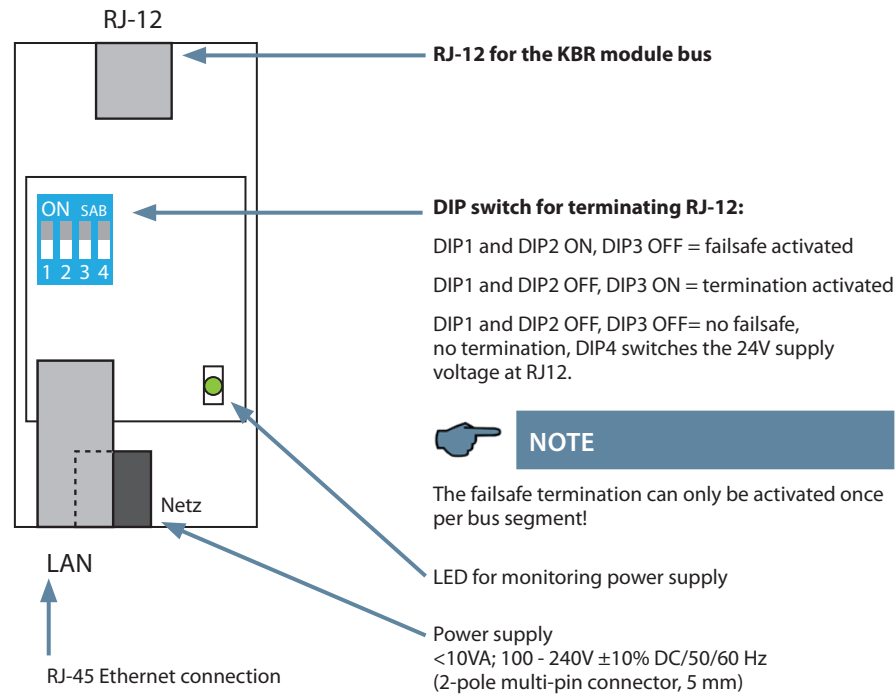 RJ-12
RJ-12 for the KBR module bus
ON SAB
1 2 3 4
DIP switch for terminating RJ-12:
DIP1 and DIP2 ON, DIP3 OFF = failsafe activated
DIP1 and DIP2 OFF, DIP3 ON = termination activated
DIP1 and DIP2 OFF, DIP3 OFF= no failsafe,
no termination, DIP4 switches the 24V supply
voltage at RJ12.
NOTE
The failsafe termination can only be activated once
per bus segment!
Netz
LAN
LED for monitoring power supply
Power supply
<10VA; 100 - 240V ±10% DC/50/60 Hz
(2-pole multi-pin connector, 5 mm)
RJ-45 Ethernet connection